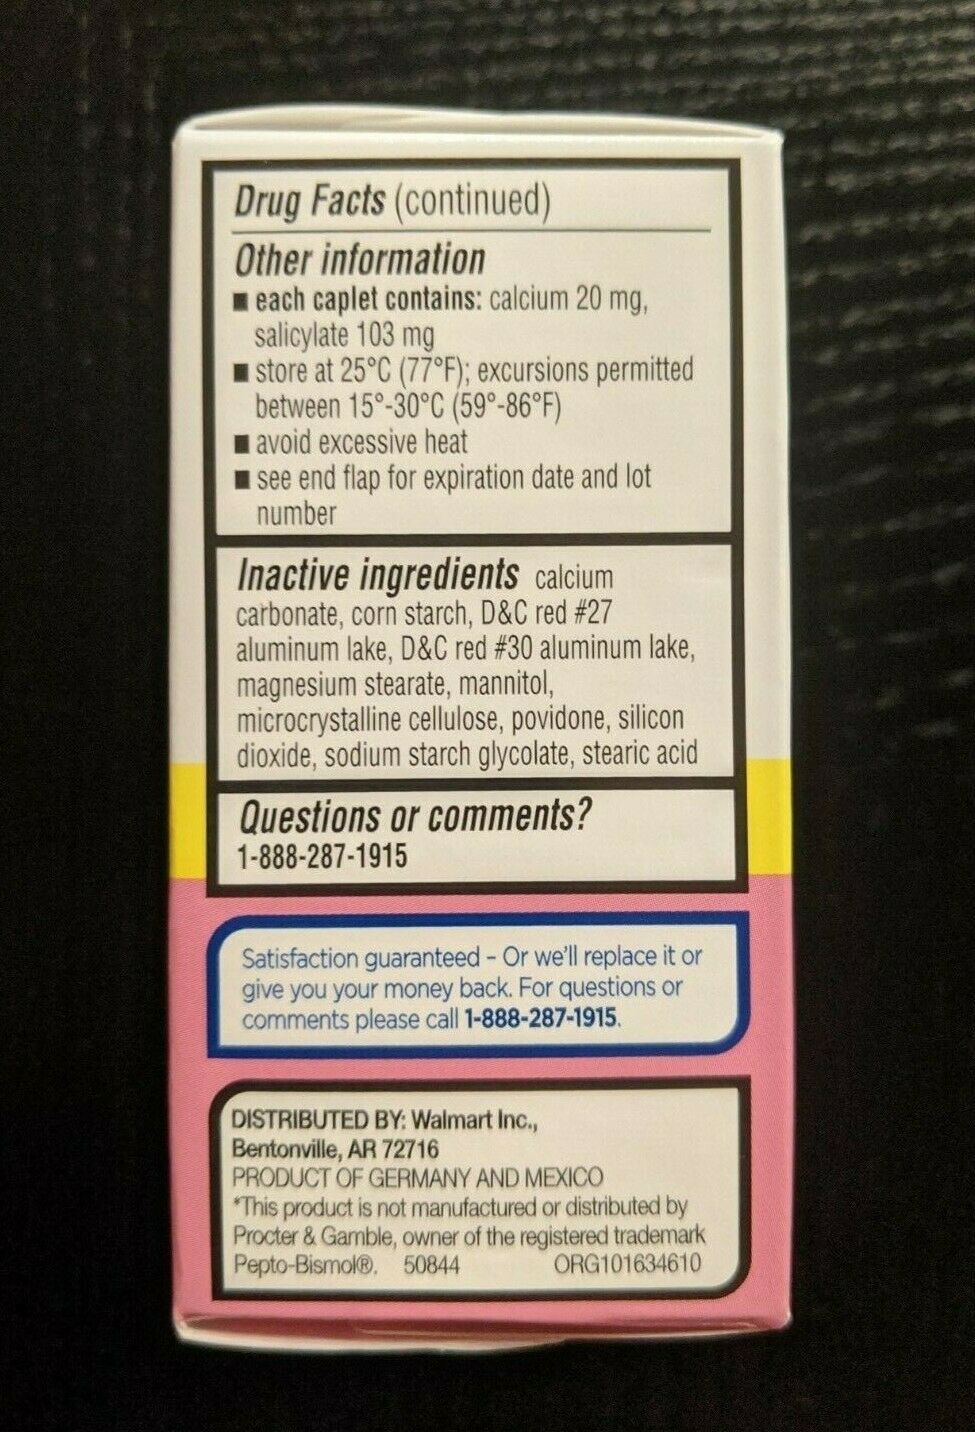 Drug Facts (continued)
Other information
■ each caplet contains: calcium 20 mg,
salicylate 103 mg
■ store at 25°C (77°F); excursions permitted
between 15°-30°C (59°-86°F)
■ avoid excessive heat
■ see end flap for expiration date and lot
number
Inactive ingredients calcium
carbonate, corn starch, D&C red #27
aluminum lake, D&C red #30 aluminum lake,
magnesium stearate, mannitol,
microcrystalline cellulose, povidone, silicon
dioxide, sodium starch glycolate, stearic acid
Questions or comments?
1-888-287-1915
Satisfaction guaranteed – Or we'll replace it or
give you your money back. For questions or
comments please call 1-888-287-1915.
DISTRIBUTED BY: Walmart Inc.,
Bentonville, AR 72716
PRODUCT OF GERMANY AND MEXICO
*This product is not manufactured or distributed by
Procter & Gamble, owner of the registered trademark
Pepto-Bismol®. 50844 ORG101634610